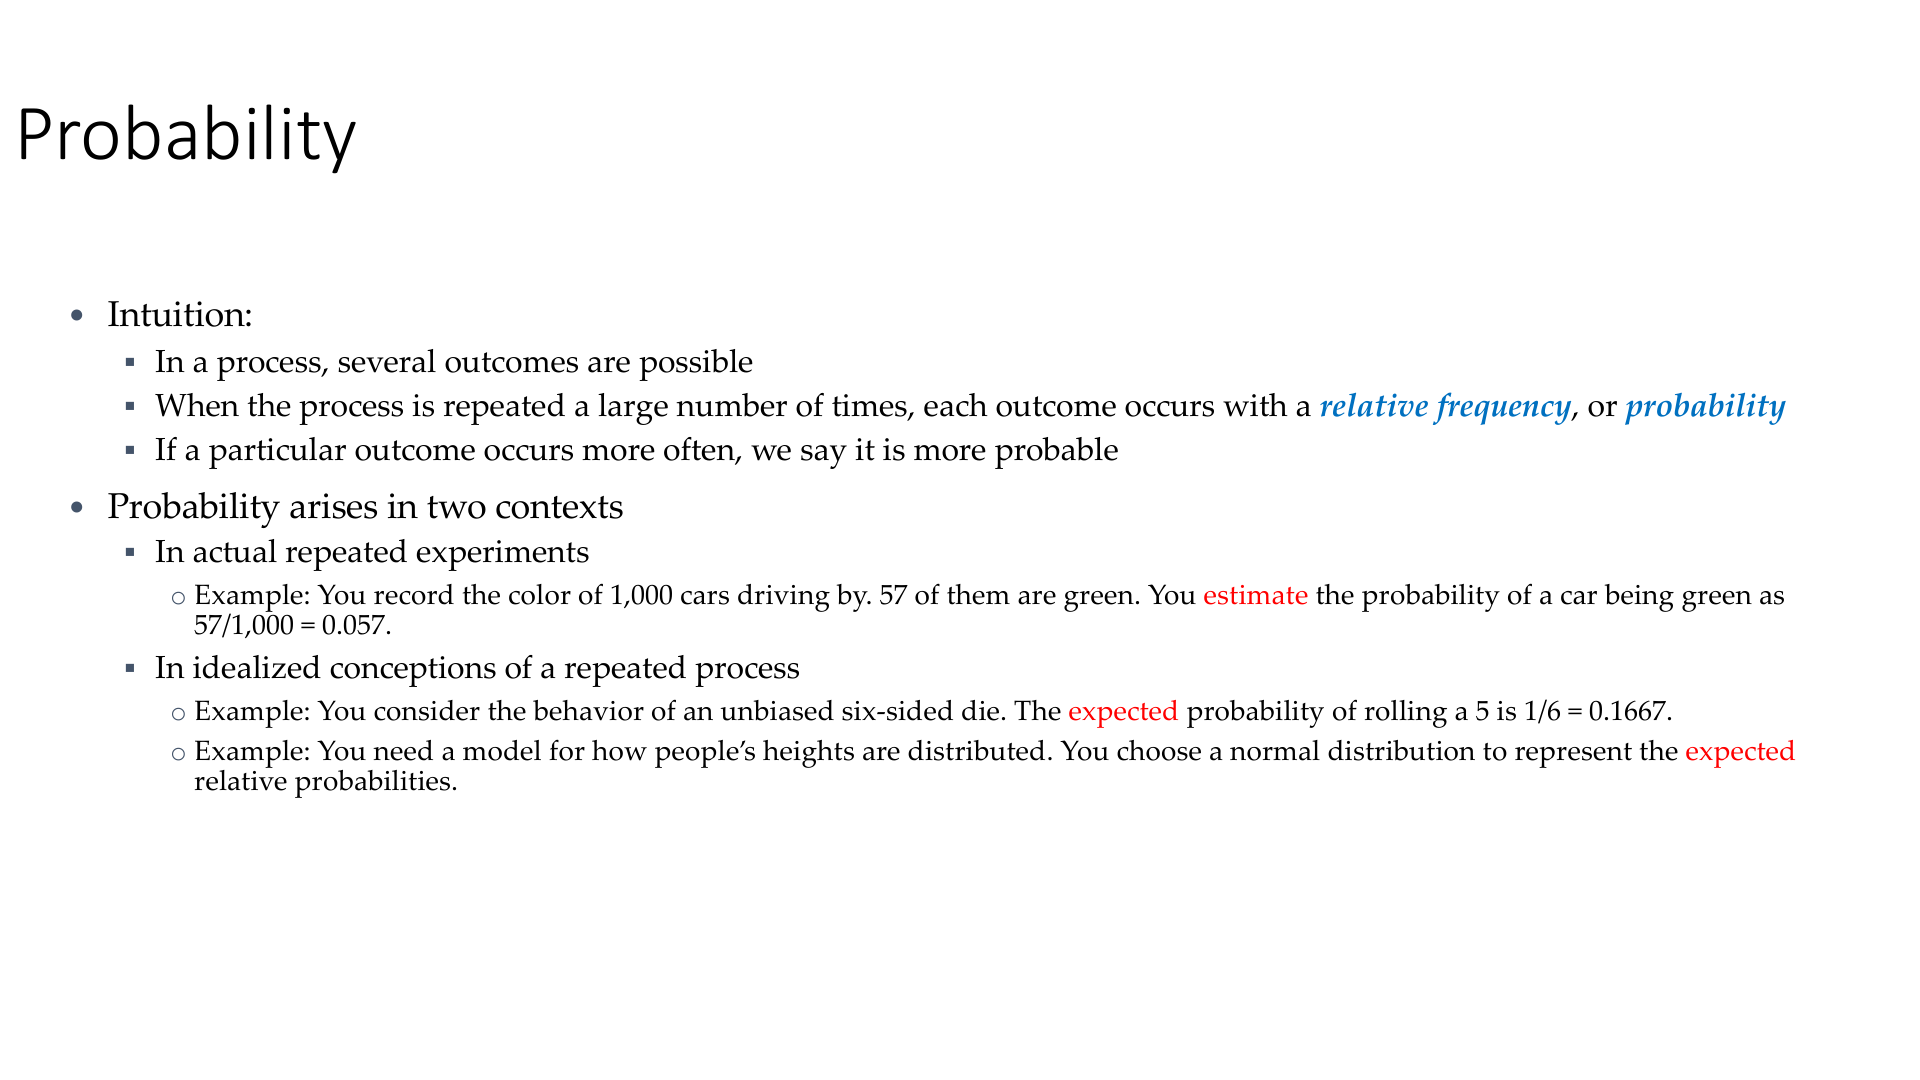 Probability
• Intuition:
▪ In a process, several outcomes are possible
▪ When the process is repeated a large number of times, each outcome occurs with a relative frequency, or probability
▪ If a particular outcome occurs more often, we say it is more probable
• Probability arises in two contexts
▪ In actual repeated experiments
○ Example: You record the color of 1,000 cars driving by. 57 of them are green. You estimate the probability of a car being green as
57/1,000 = 0.057.
▪ In idealized conceptions of a repeated process
○ Example: You consider the behavior of an unbiased six-sided die. The expected probability of rolling a 5 is 1/6 = 0.1667.
○ Example: You need a model for how people’s heights are distributed. You choose a normal distribution to represent the expected
relative probabilities.